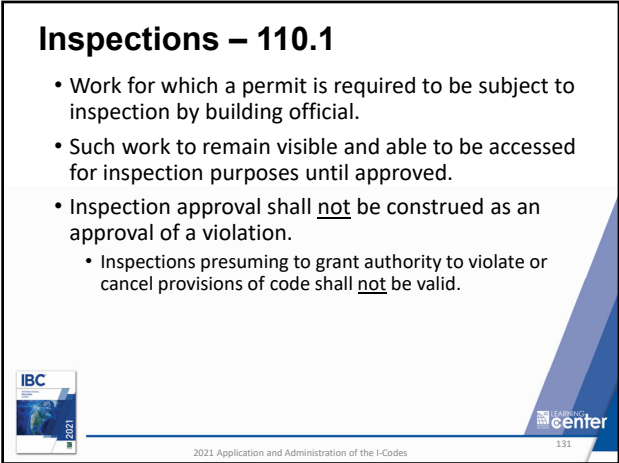 Inspections – 110.1
• Work for which a permit is required to be subject to
inspection by building official.
• Such work to remain visible and able to be accessed
for inspection purposes until approved.
• Inspection approval shall not be construed as an
approval of a violation.
• Inspections presuming to grant authority to violate or
cancel provisions of code shall not be valid.
IBC
2021
LEARNING
center
2021 Application and Administration of the I-Codes
131